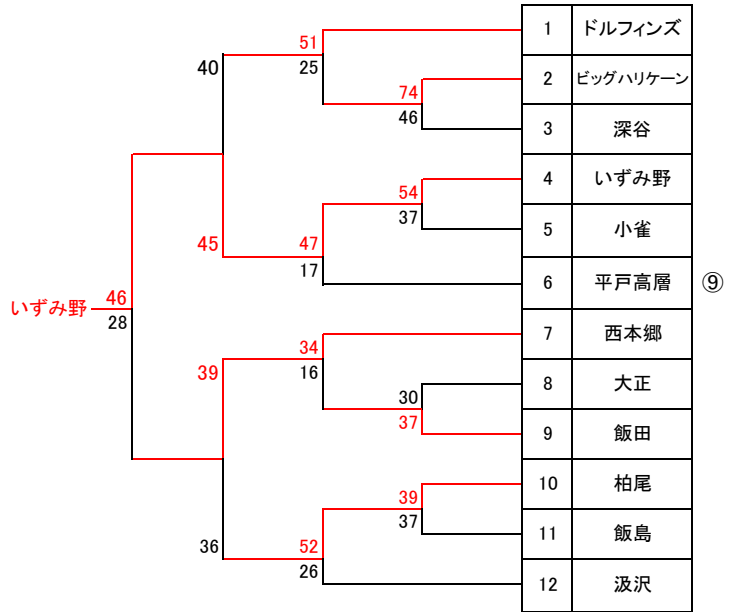 1 ドルフィンズ
51
40 25
2 ビッグハリケーン
74
46
3 深谷
4 いずみ野
54
37
5 小雀
45 47
17
6 平戸高層 ⑨
いずみ野 46
28
7 西本郷
34
39 16
8 大正
30
37
9 飯田
10 柏尾
39
37
11 飯島
36 52
26
12 汲沢